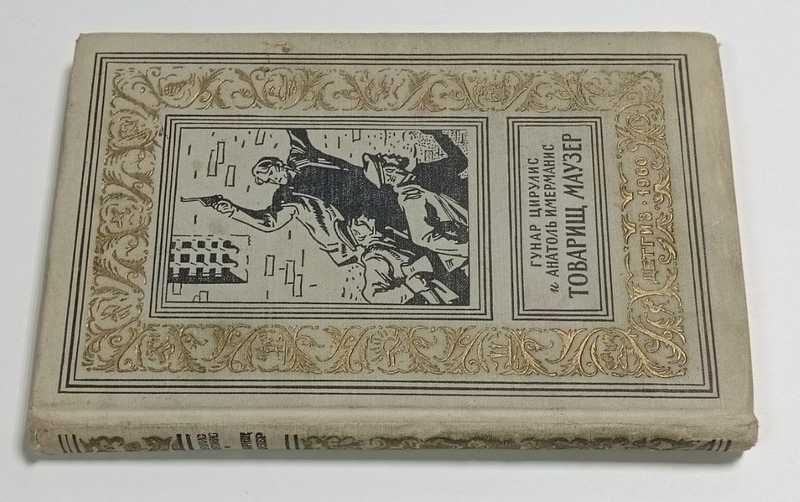 ГУНАР ЦИРУЛИС
и АНАТОЛЬ ИМЕРМАНИС
ТОВАРИЩ МАУЗЕР
ДЕТГИЗ · 1960